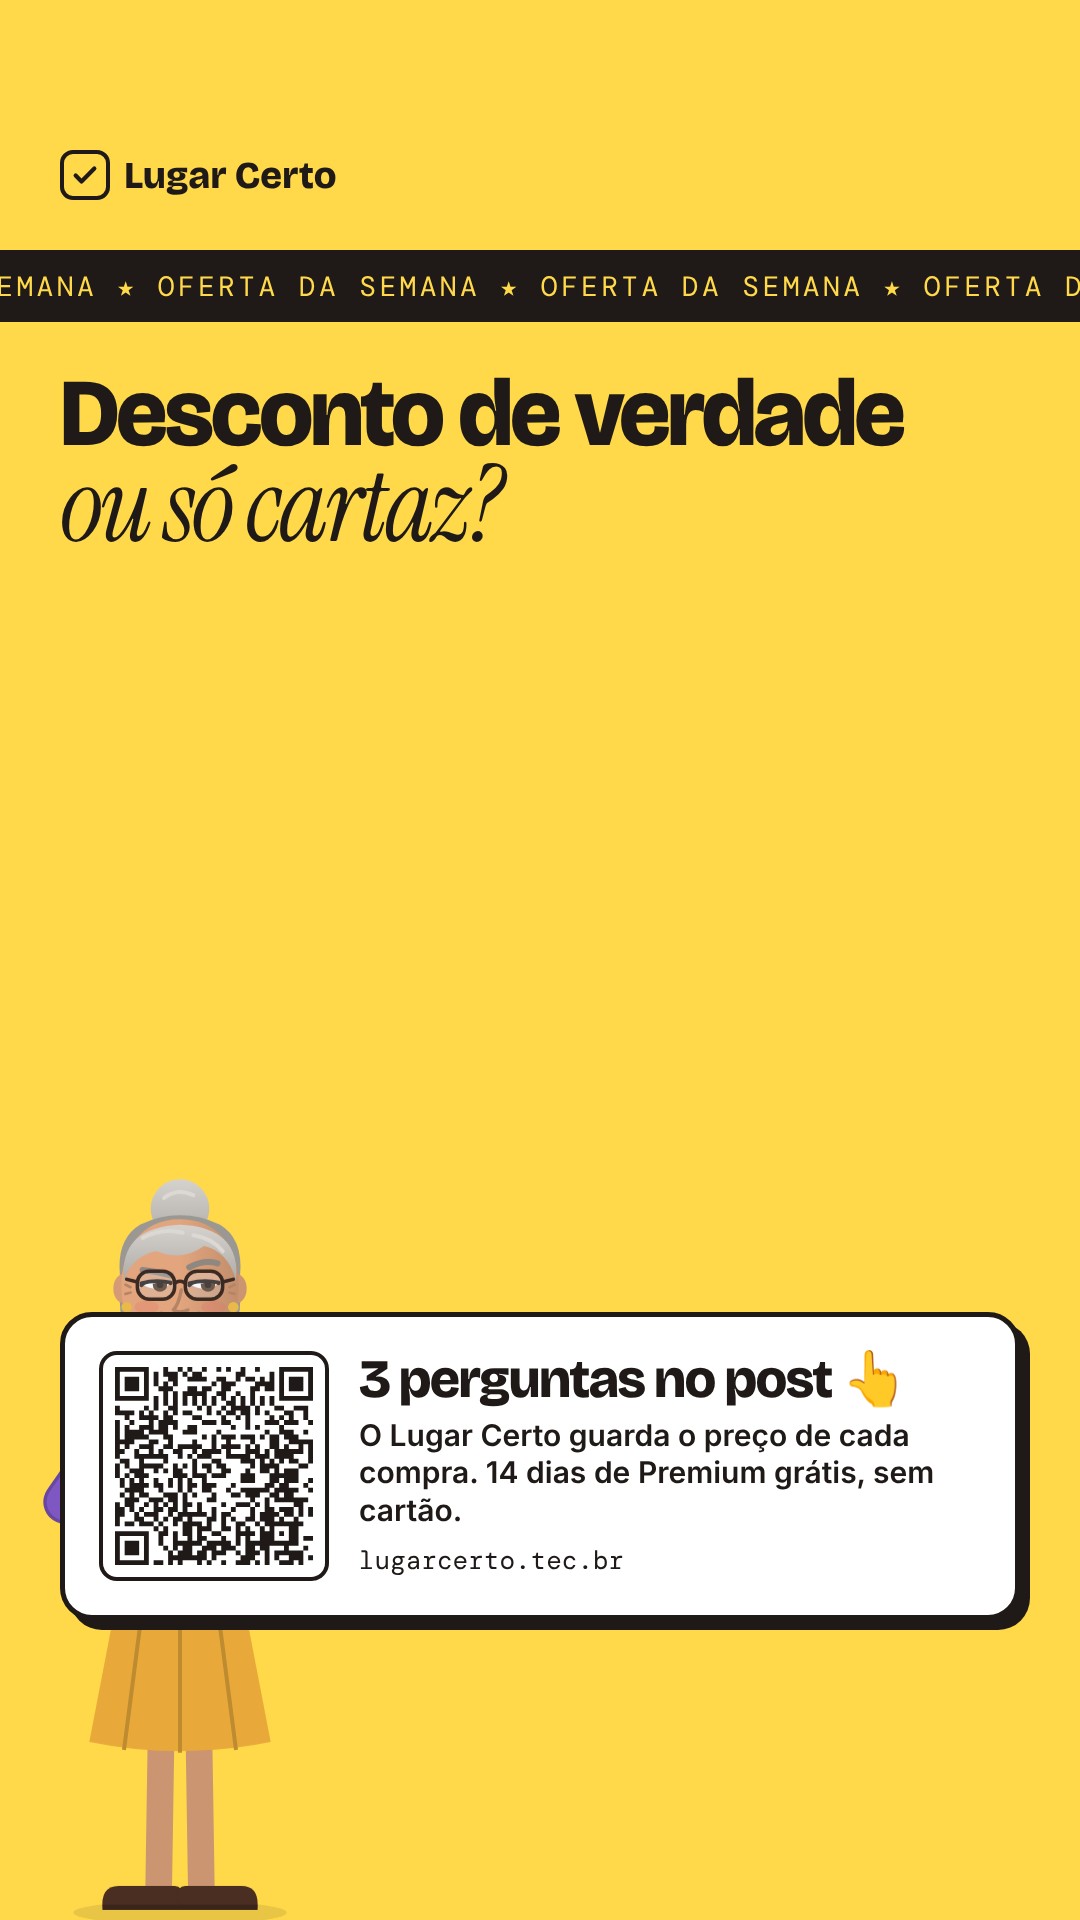 Lugar Certo
EMANA ★ OFERTA DA SEMANA ★ OFERTA DA SEMANA ★ OFERTA D
Desconto de verdade
ou só cartaz?
3 perguntas no post 👆
O Lugar Certo guarda o preço de cada
compra. 14 dias de Premium grátis, sem
cartão.
lugarcerto.tec.br